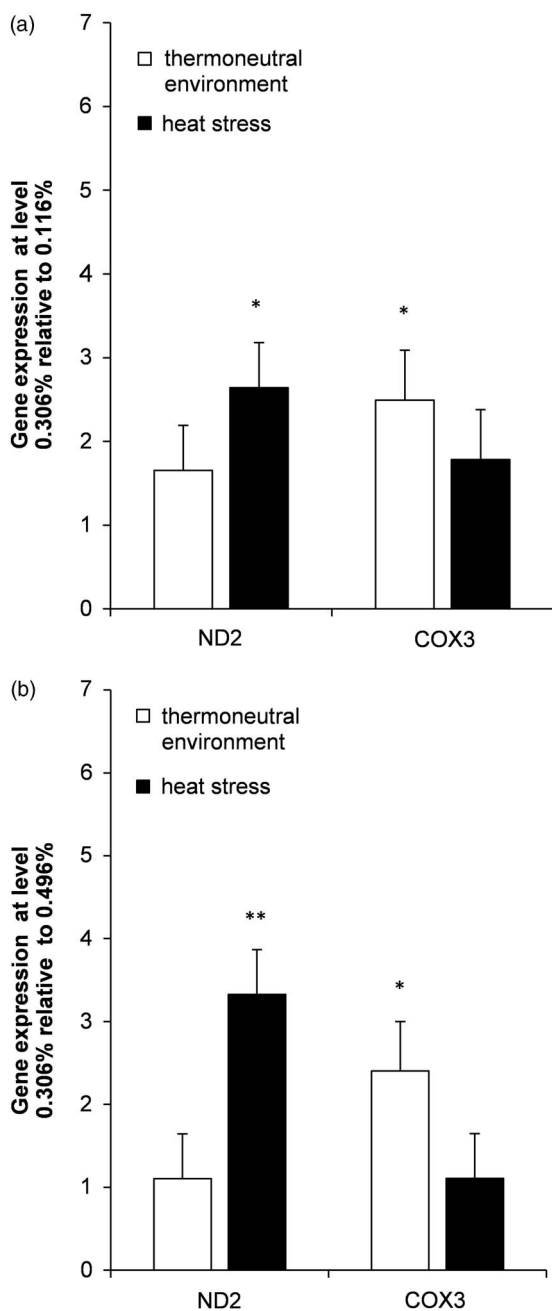 (a)
7
6
5
4
3
2
1
0
Gene expression at level
0.306% relative to 0.116%
thermoneutral
environment
heat stress
*
*
ND2
COX3
(b)
7
6
5
4
3
2
1
0
Gene expression at level
0.306% relative to 0.496%
thermoneutral
environment
heat stress
**
*
ND2
COX3